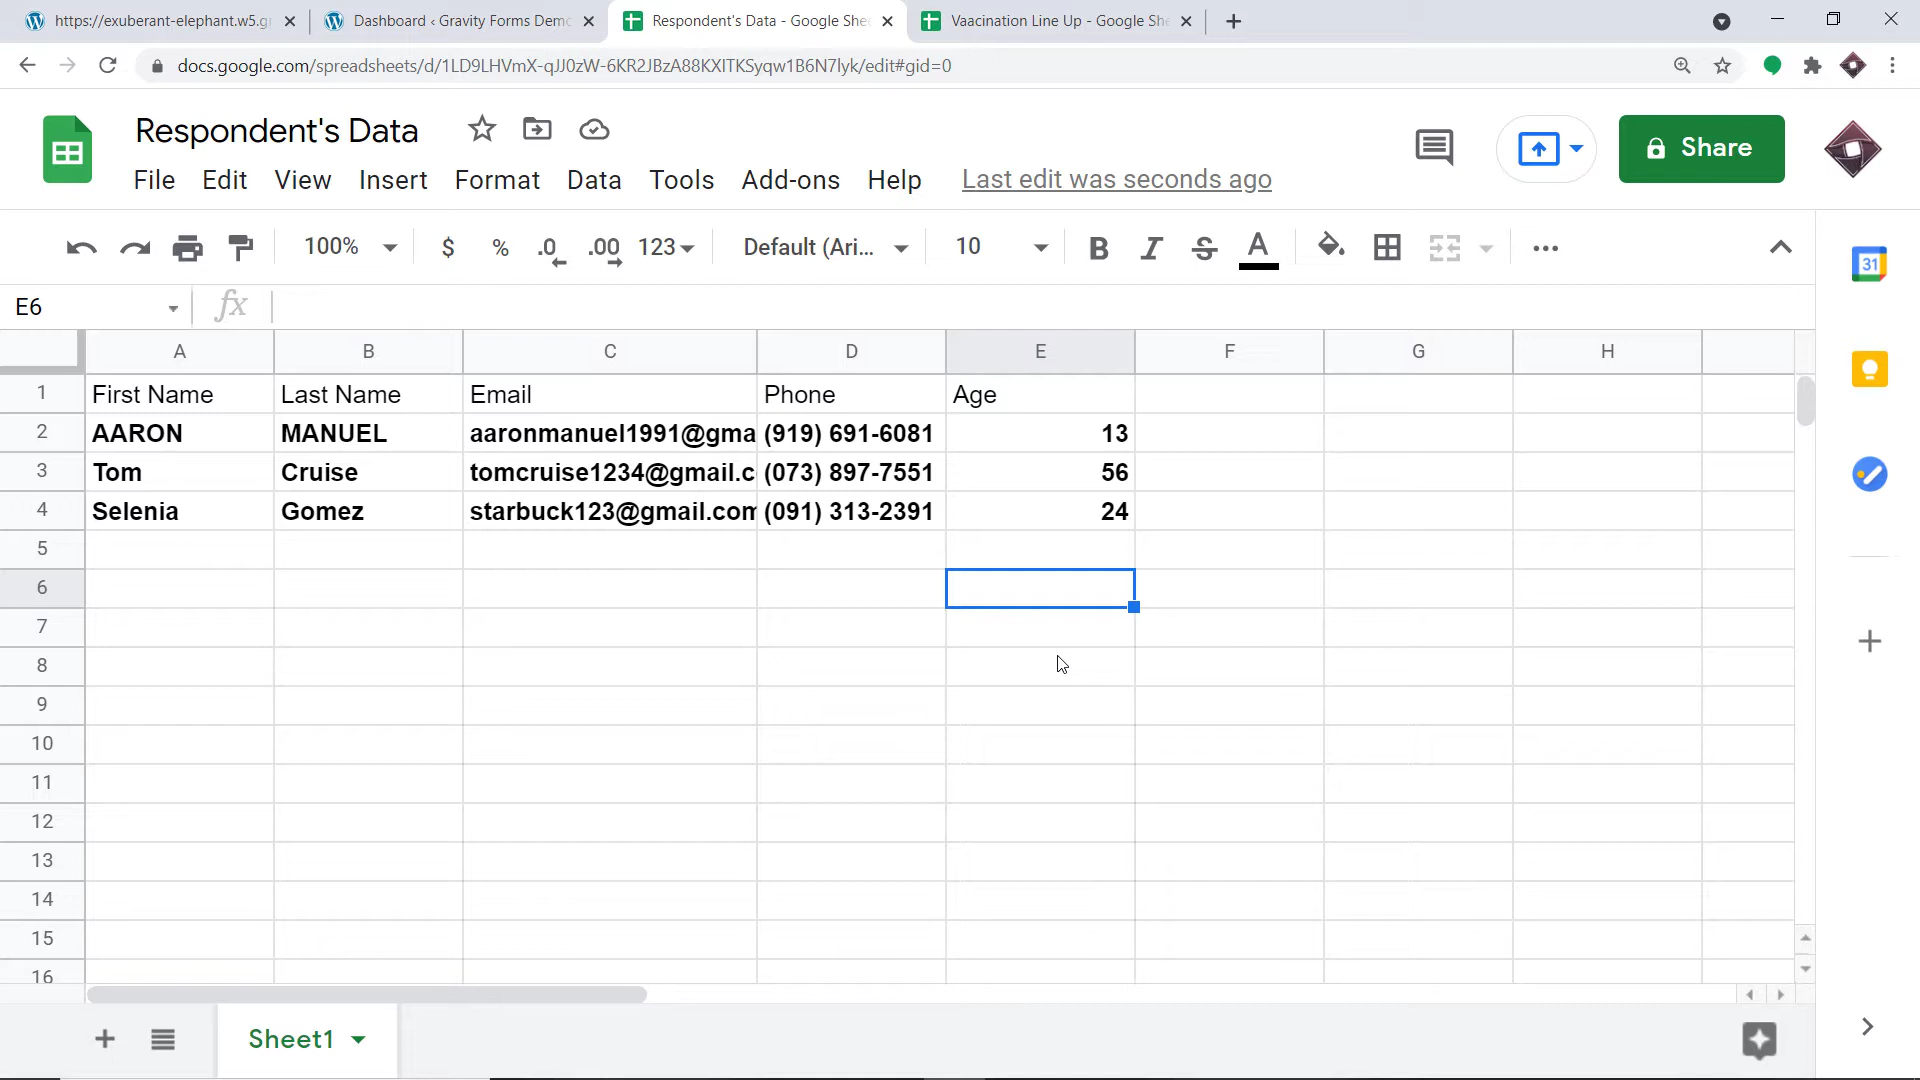 https://exuberant-elephant.w5.gr
Dashboard ‹ Gravity Forms Demo
Respondent's Data - Google Shee
Vaacination Line Up - Google She
docs.google.com/spreadsheets/d/1LD9LHVmX-qJJ0zW-6KR2JBzA88KXITKSyqw1B6N7lyk/edit#gid=0
Respondent's Data
Share
File Edit View Insert Format Data Tools Add-ons Help Last edit was seconds ago
100% $ % .0 .00 123 Default (Ari... 10 B I S A
31
E6 fx
A B C D E F G H
1 First Name Last Name Email Phone Age
2 AARON MANUEL aaronmanuel1991@gma (919) 691-6081 13
3 Tom Cruise tomcruise1234@gmail.c (073) 897-7551 56
4 Selenia Gomez starbuck123@gmail.com (091) 313-2391 24
5
6
7
8
9
10
11
12
13
14
15
16
Sheet1